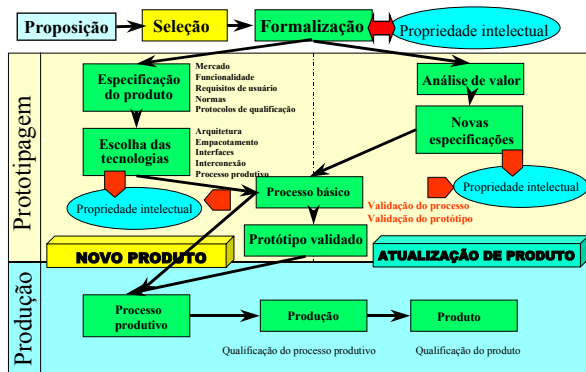 Proposição
Seleção
Formalização
Propriedade intelectual
Prototipagem
Especificação
do produto
Mercado
Funcionalidade
Requisitos de usuário
Normas
Protocolos de qualificação
Análise de valor
Escolha das
tecnologias
Arquitetura
Empacotamento
Interfaces
Interconexão
Processo produtivo
Novas
especificações
Propriedade intelectual
Processo básico
Propriedade intelectual
Validação do processo
Validação do protótipo
Protótipo validado
NOVO PRODUTO
ATUALIZAÇÃO DE PRODUTO
Produção
Processo
produtivo
Produção
Produto
Qualificação do processo produtivo
Qualificação do produto